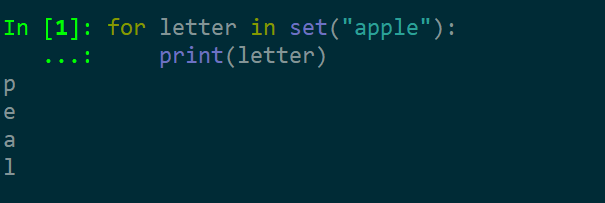 In [1]: for letter in set("apple"):
   ...:     print(letter)
p
e
a
l